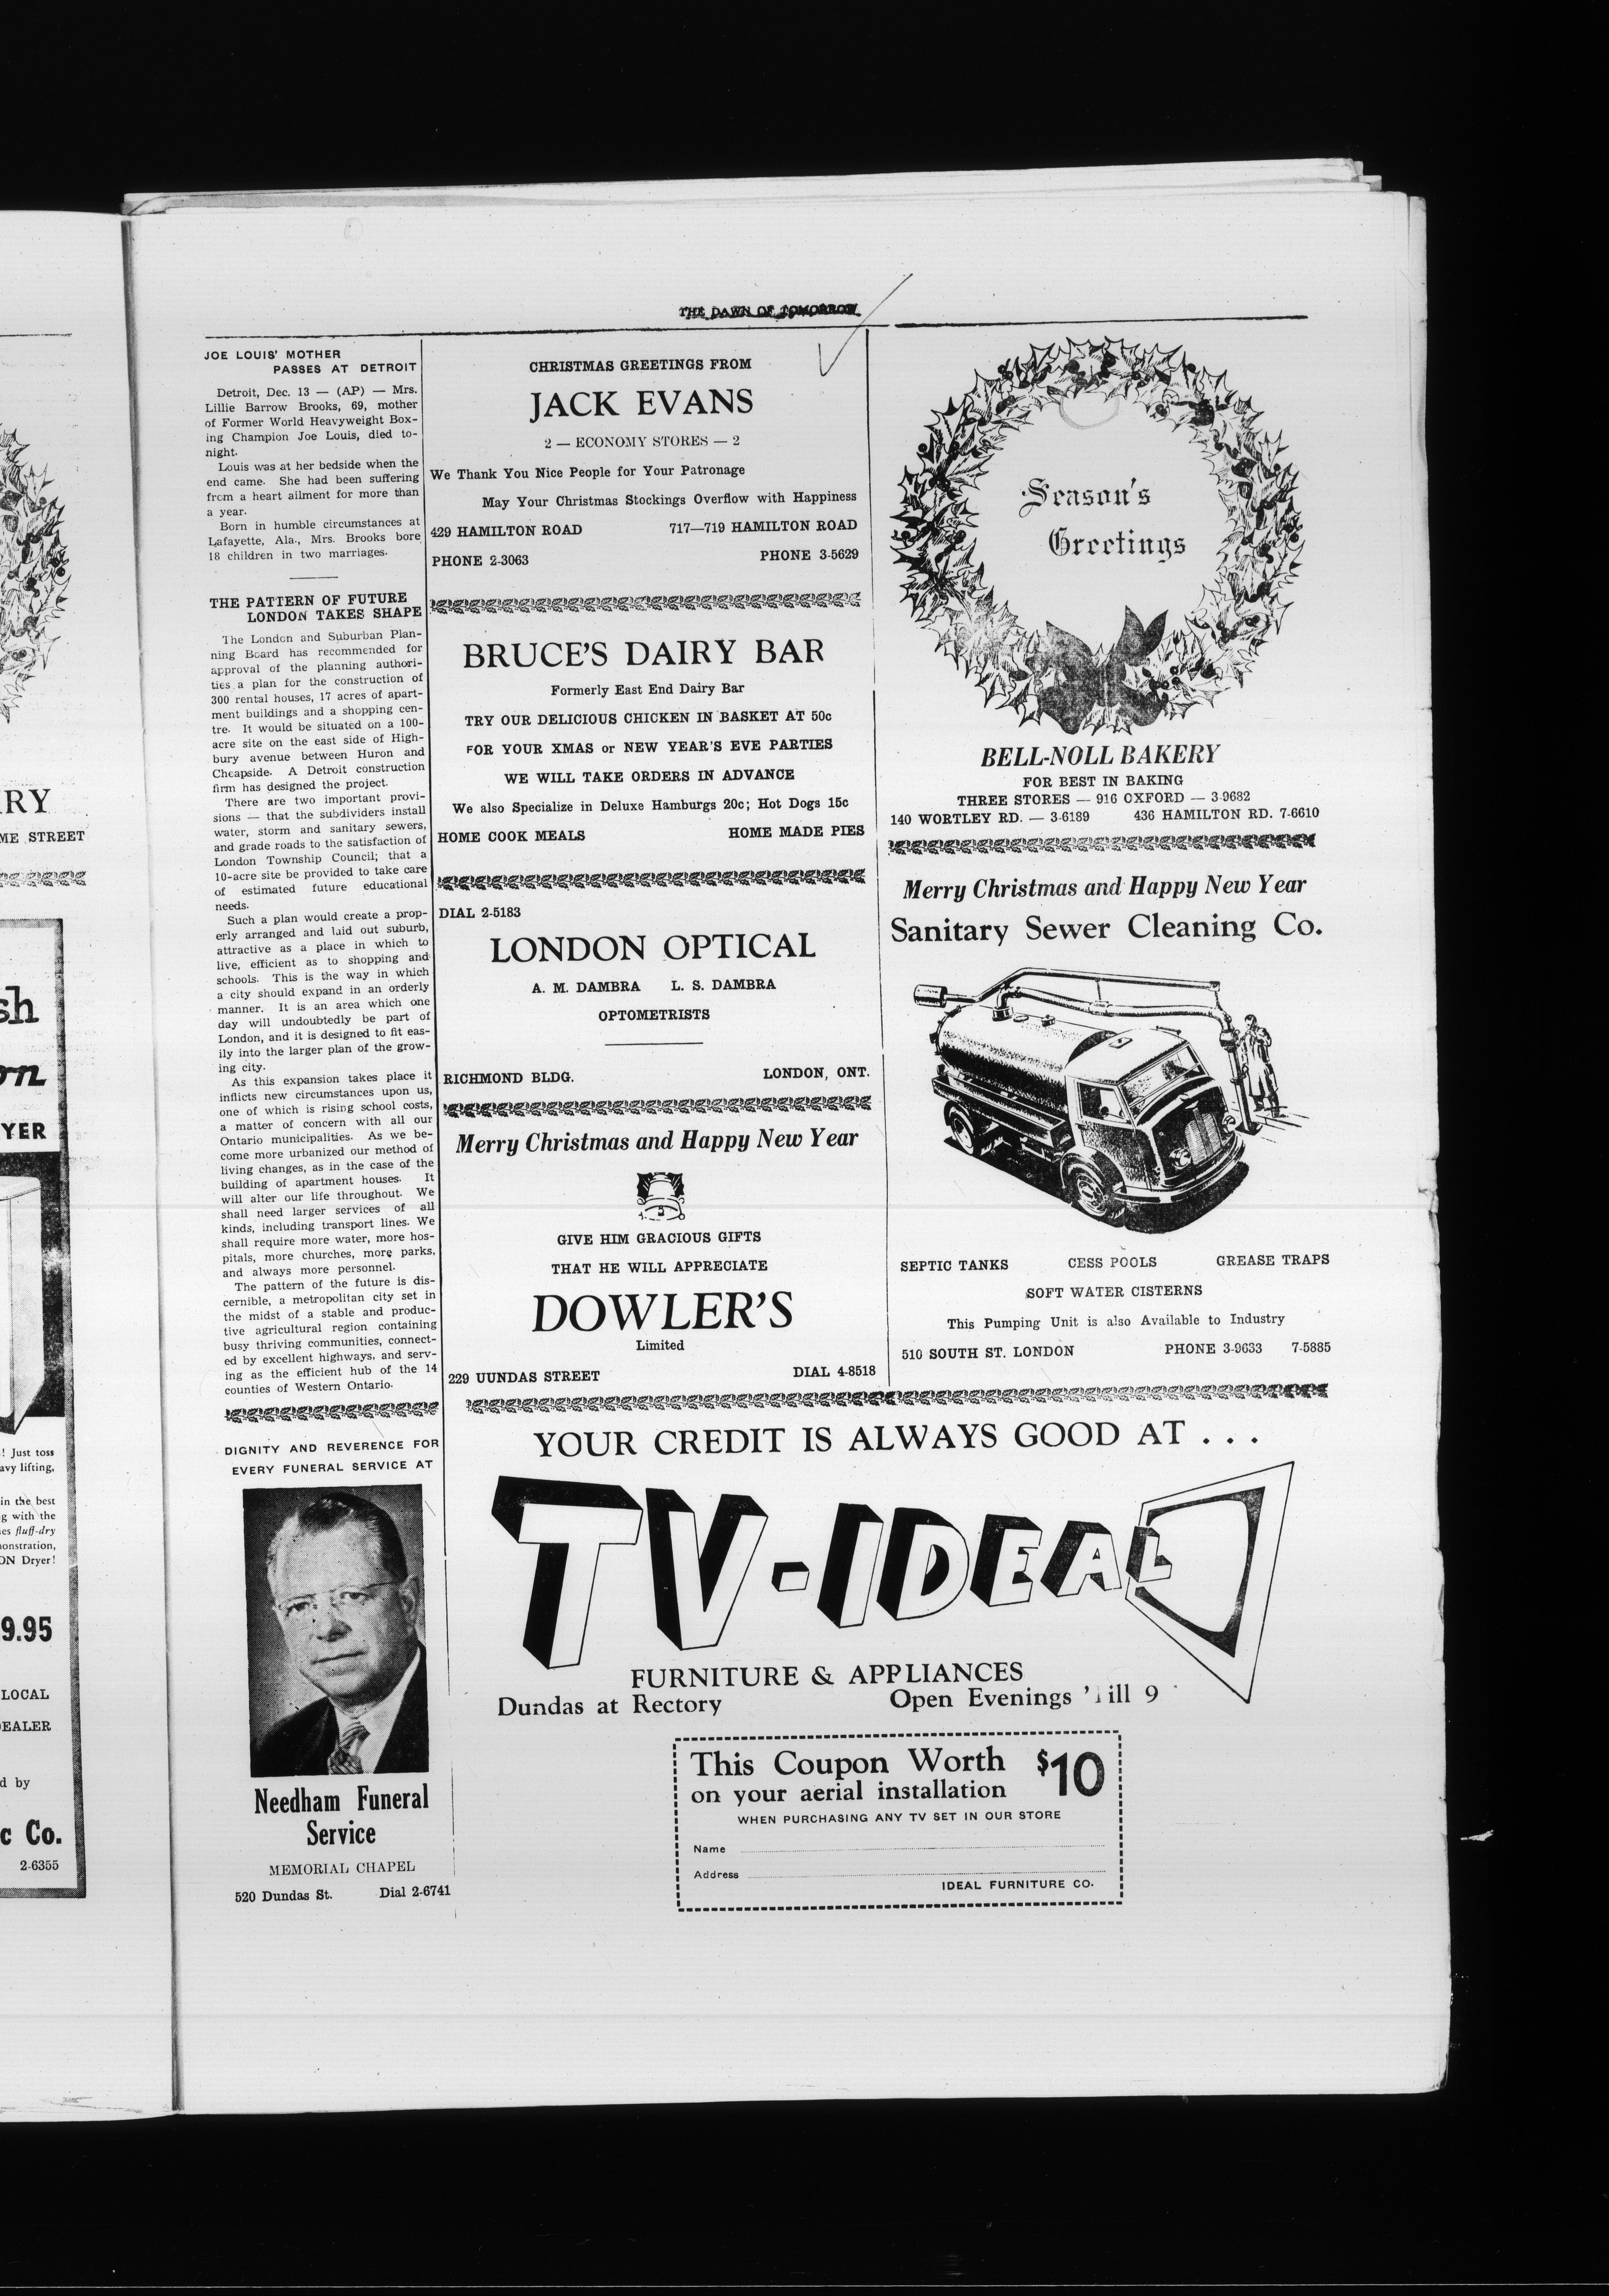 RY
ME STREET
sh
on
YER
! Just toss
avy lifting,
in the best
g with the
es fluff-dry
onstration,
ON Dryer!
9.95
LOCAL
EALER
d by
c Co.
2-6355
THE DAWN OF TOMORROW
JOE LOUIS' MOTHER
PASSES AT DETROIT
Detroit, Dec. 13 — (AP) — Mrs.
Lillie Barrow Brooks, 69, mother
of Former World Heavyweight Box-
ing Champion Joe Louis, died to-
night.
Louis was at her bedside when the
end came. She had been suffering
from a heart ailment for more than
a year.
Born in humble circumstances at
Lafayette, Ala., Mrs. Brooks bore
18 children in two marriages.
THE PATTERN OF FUTURE
LONDON TAKES SHAPE
The London and Suburban Plan-
ning Board has recommended for
approval of the planning authori-
ties a plan for the construction of
300 rental houses, 17 acres of apart-
ment buildings and a shopping cen-
tre. It would be situated on a 100-
acre site on the east side of High-
bury avenue between Huron and
Cheapside. A Detroit construction
firm has designed the project.
There are two important provi-
sions — that the subdividers install
water, storm and sanitary sewers,
and grade roads to the satisfaction of
London Township Council; that a
10-acre site be provided to take care
of estimated future educational
needs.
Such a plan would create a prop-
erly arranged and laid out suburb,
attractive as a place in which to
live, efficient as to shopping and
schools. This is the way in which
a city should expand in an orderly
manner. It is an area which one
day will undoubtedly be part of
London, and it is designed to fit eas-
ily into the larger plan of the grow-
ing city.
As this expansion takes place it
inflicts new circumstances upon us,
one of which is rising school costs,
a matter of concern with all our
Ontario municipalities. As we be-
come more urbanized our method of
living changes, as in the case of the
building of apartment houses. It
will alter our life throughout. We
shall need larger services of all
kinds, including transport lines. We
shall require more water, more hos-
pitals, more churches, more parks,
and always more personnel.
The pattern of the future is dis-
cernible, a metropolitan city set in
the midst of a stable and produc-
tive agricultural region containing
busy thriving communities, connect-
ed by excellent highways, and serv-
ing as the efficient hub of the 14
counties of Western Ontario.
DIGNITY AND REVERENCE FOR
EVERY FUNERAL SERVICE AT
Needham Funeral
Service
MEMORIAL CHAPEL
520 Dundas St. Dial 2-6741
CHRISTMAS GREETINGS FROM
JACK EVANS
2 — ECONOMY STORES — 2
We Thank You Nice People for Your Patronage
May Your Christmas Stockings Overflow with Happiness
429 HAMILTON ROAD 717—719 HAMILTON ROAD
PHONE 2-3063 PHONE 3-5629
BRUCE'S DAIRY BAR
Formerly East End Dairy Bar
TRY OUR DELICIOUS CHICKEN IN BASKET AT 50c
FOR YOUR XMAS or NEW YEAR'S EVE PARTIES
WE WILL TAKE ORDERS IN ADVANCE
We also Specialize in Deluxe Hamburgs 20c; Hot Dogs 15c
HOME COOK MEALS HOME MADE PIES
DIAL 2-5183
LONDON OPTICAL
A. M. DAMBRA L. S. DAMBRA
OPTOMETRISTS
RICHMOND BLDG. LONDON, ONT.
Merry Christmas and Happy New Year
GIVE HIM GRACIOUS GIFTS
THAT HE WILL APPRECIATE
DOWLER'S
Limited
229 UUNDAS STREET DIAL 4-8518
Season's
Greetings
BELL-NOLL BAKERY
FOR BEST IN BAKING
THREE STORES — 916 OXFORD — 3-9682
140 WORTLEY RD. — 3-6189 436 HAMILTON RD. 7-6610
Merry Christmas and Happy New Year
Sanitary Sewer Cleaning Co.
SEPTIC TANKS CESS POOLS GREASE TRAPS
SOFT WATER CISTERNS
This Pumping Unit is also Available to Industry
510 SOUTH ST. LONDON PHONE 3-9633 7-5885
YOUR CREDIT IS ALWAYS GOOD AT . . .
TV-IDEAL
FURNITURE & APPLIANCES
Dundas at Rectory Open Evenings 'Till 9
This Coupon Worth $10
on your aerial installation
WHEN PURCHASING ANY TV SET IN OUR STORE
Name
Address
IDEAL FURNITURE CO.